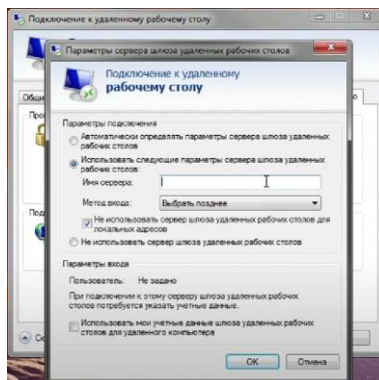 Подключение к удаленному рабочему столу
Параметры сервера шлюза удаленных рабочих столов
Подключение к удаленному
рабочему столу
Параметры подключения
Автоматически определять параметры сервера шлюза удаленных
рабочих столов
Использовать следующие параметры сервера шлюза удаленных
рабочих столов:
Имя сервера:
Метод входа: Выбрать позднее
Не использовать сервер шлюза удаленных рабочих столов для
локальных адресов
Не использовать сервер шлюза удаленных рабочих столов
Параметры входа
Пользователь: Не задано
При подключении к этому серверу шлюза удаленных рабочих
столов потребуется указать учетные данные.
Использовать мои учетные данные шлюза удаленных рабочих
столов для удаленного компьютера
ОК Отмена